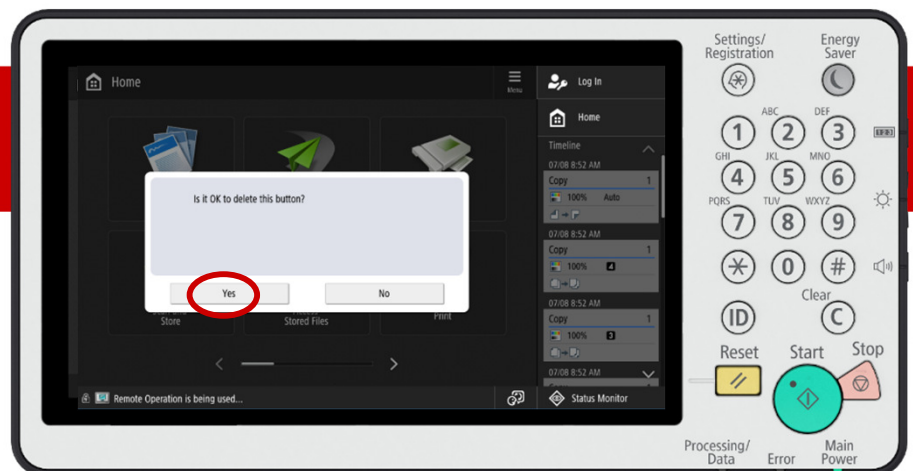 Home
Menu
Is it OK to delete this button?
Yes
No
Store
Stored Files
Print
Remote Operation is being used...
Log In
Home
Timeline
07/08 8:52 AM
Copy 1
100% Auto
07/08 8:52 AM
Copy 1
100% 4
07/08 8:52 AM
Copy 1
100% 3
07/08 8:52 AM
Status Monitor
Settings/
Registration
Energy
Saver
ABC DEF
1 2 3
GHI JKL MNO
4 5 6
PQRS TUV WXYZ
7 8 9
* 0 #
Clear
ID C
Reset Start Stop
Processing/
Data
Error
Main
Power